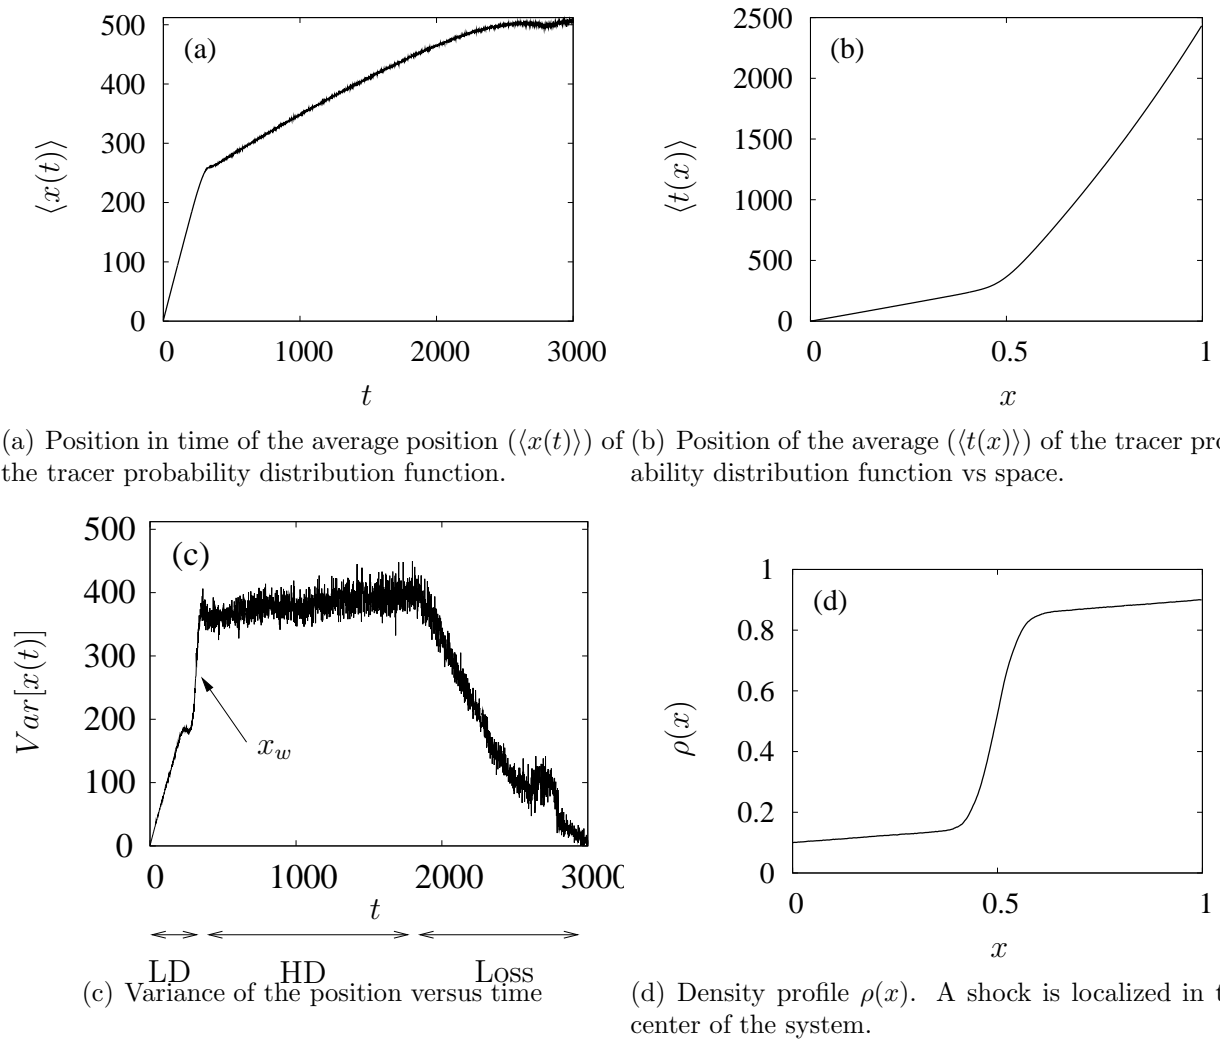 500
400
300
200
100
0
(a)
⟨x(t)⟩
0 1000 2000 3000
t
2500
2000
1500
1000
500
0
(b)
⟨t(x)⟩
0 0.5 1
x
(a) Position in time of the average position (⟨x(t)⟩) of
the tracer probability distribution function.
(b) Position of the average (⟨t(x)⟩) of the tracer pro
ability distribution function vs space.
500
400
300
200
100
0
(c)
Var[x(t)]
x_w
0 1000 2000 3000
t
LD HD Loss
(c) Variance of the position versus time
1
0.8
0.6
0.4
0.2
0
(d)
ρ(x)
0 0.5 1
x
(d) Density profile ρ(x). A shock is localized in t
center of the system.